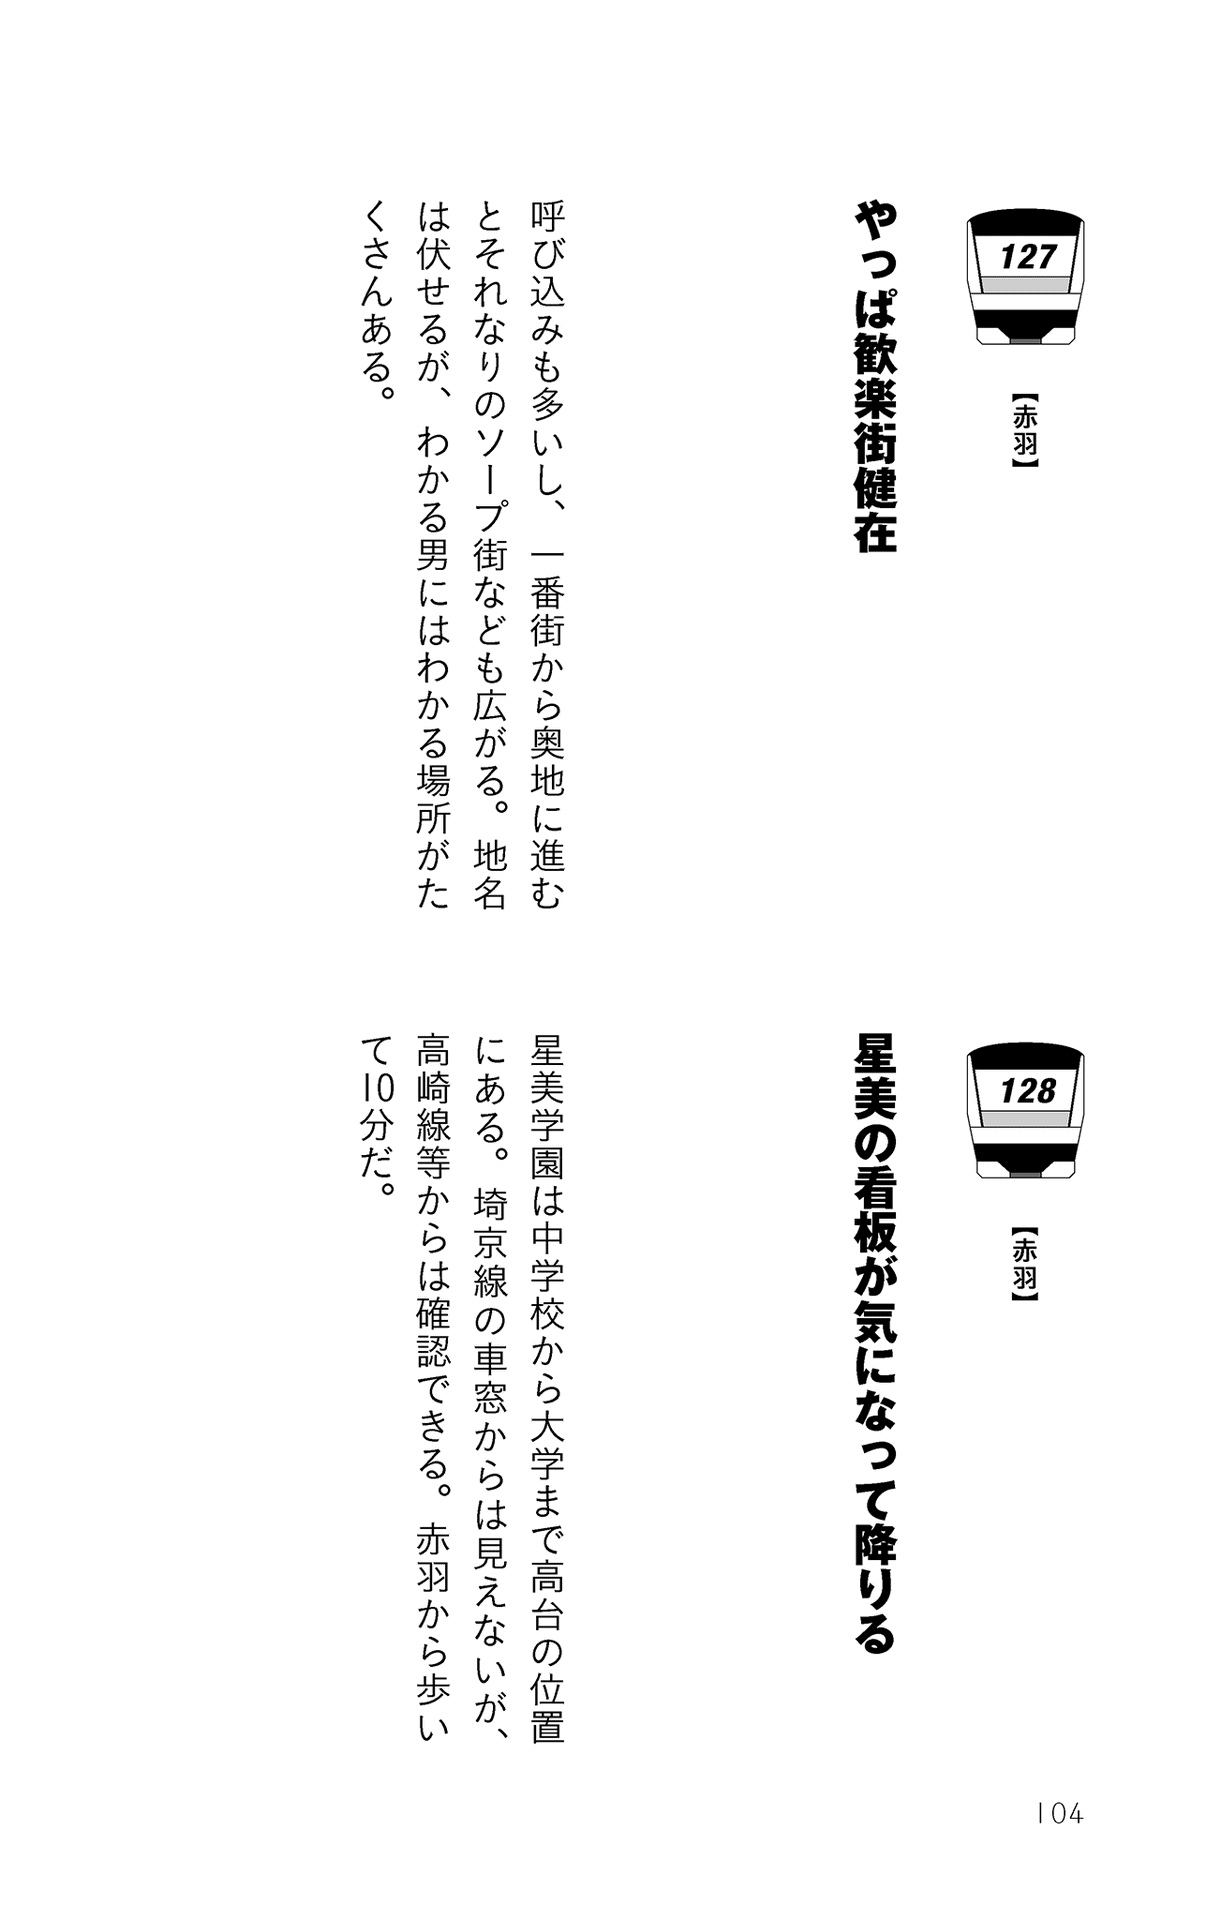 127
【赤羽】
やっぱ歓楽街健在
呼び込みも多いし、一番街から奥地に進む
とそれなりのソープ街なども広がる。地名
は伏せるが、わかる男にはわかる場所がた
くさんある。
128
【赤羽】
星美の看板が気になって降りる
星美学園は中学校から大学まで高台の位置
にある。埼京線の車窓からは見えないが、
高崎線等からは確認できる。赤羽から歩い
て10分だ。
104